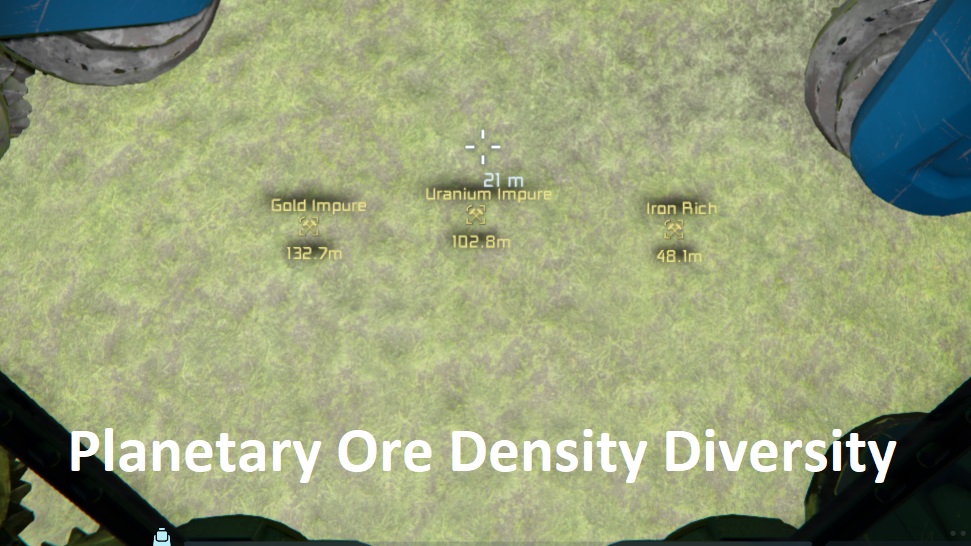 21 m
Uranium Impure
Gold Impure
Iron Rich
102.8m
132.7m
48.1m
Planetary Ore Density Diversity